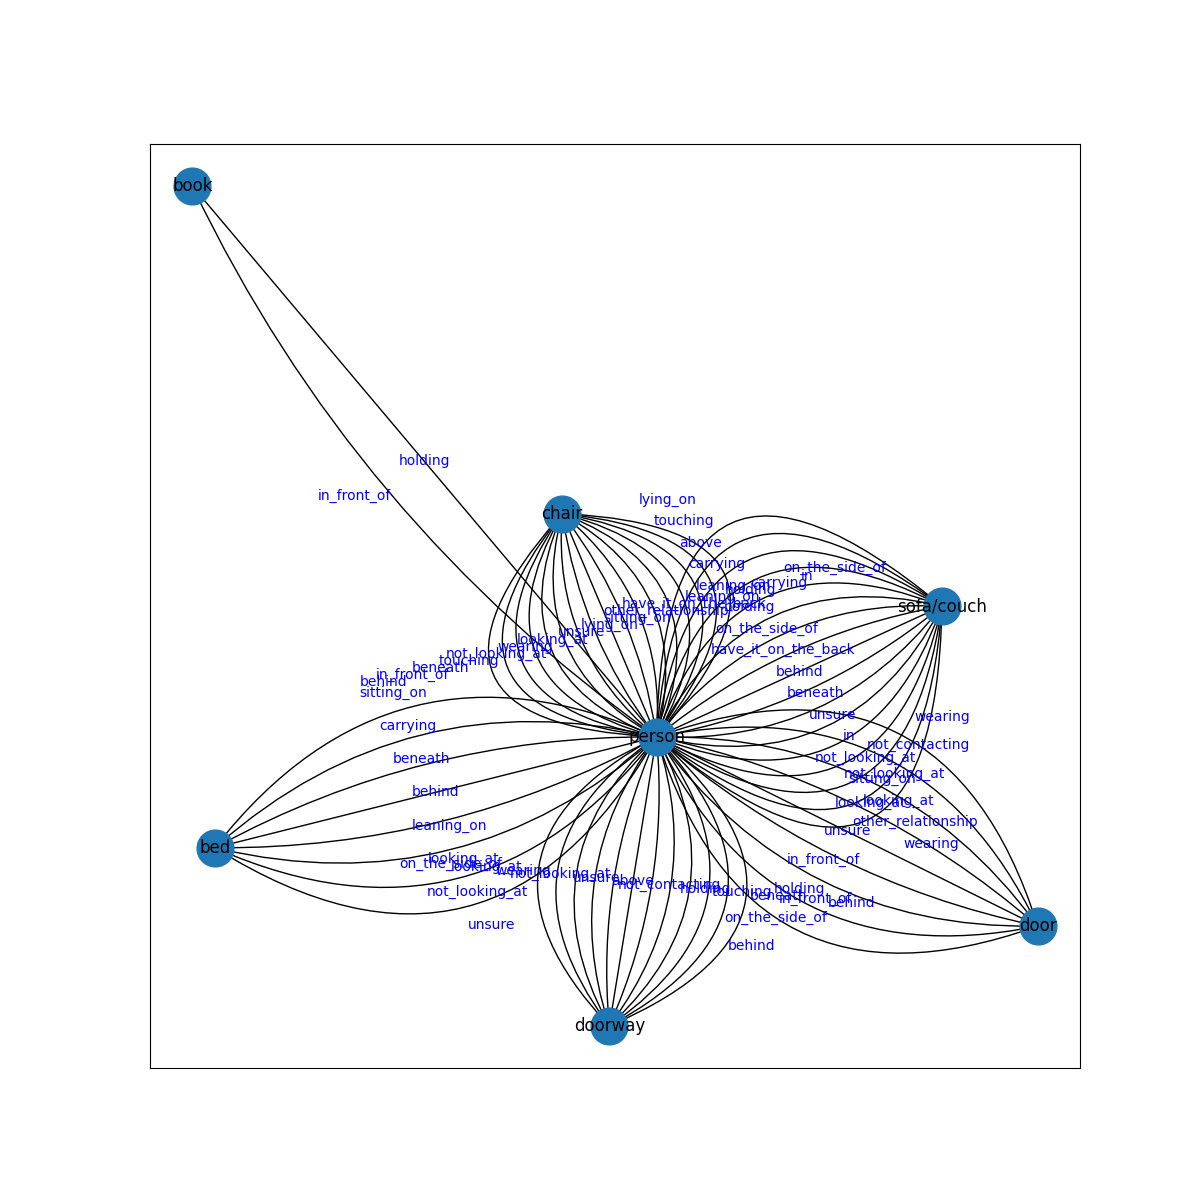 book
holding
in_front_of
lying_on
chair
touching
above
carrying
on_the_side_of
in
carrying
leaning_on
holding
leaning_on
have_it_on_the_back
holding
sofa/couch
other_relationship
sitting_on
lying_on
on_the_side_of
unsure
looking_at
wearing
have_it_on_the_back
not_looking_at
touching
beneath
behind
in_front_of
behind
sitting_on
beneath
unsure
wearing
carrying
person
in
not_contacting
beneath
not_looking_at
not_looking_at
sitting_on
behind
looking_at
looking_at
other_relationship
leaning_on
unsure
wearing
bed
looking_at
in_front_of
on_the_side_of
looking_at
wearing
not_looking_at
unsure
above
not_contacting
holding
touching
holding
beneath
in_front_of
behind
not_looking_at
on_the_side_of
unsure
door
behind
doorway